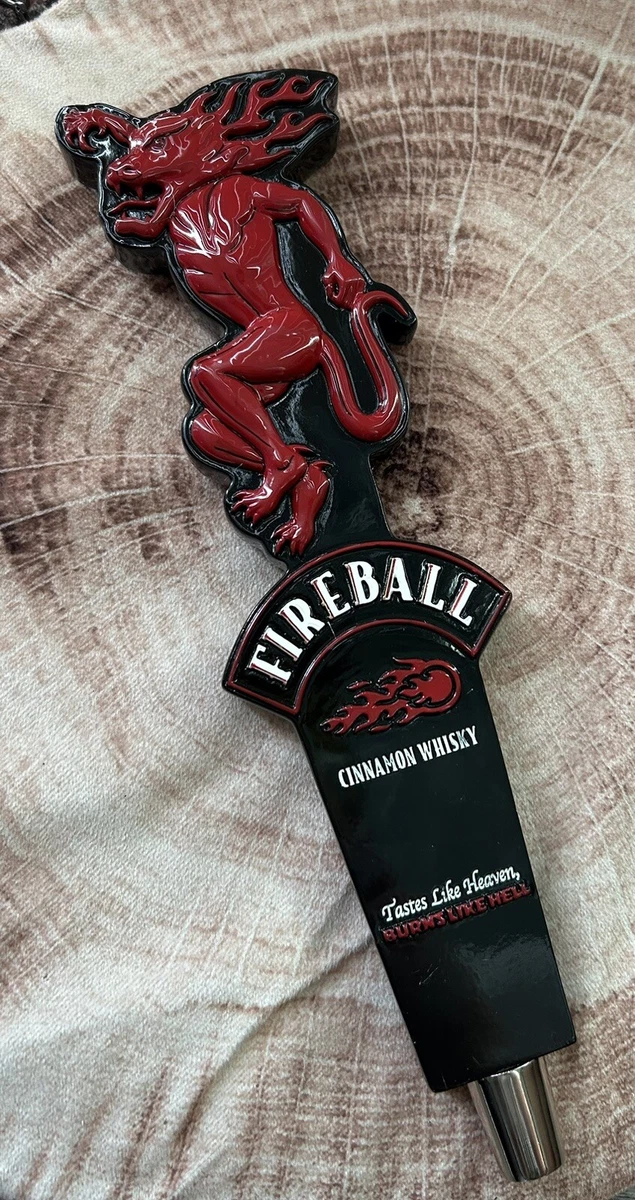 FIREBALL
CINNAMON WHISKY
Tastes Like Heaven,
BURNS LIKE HELL